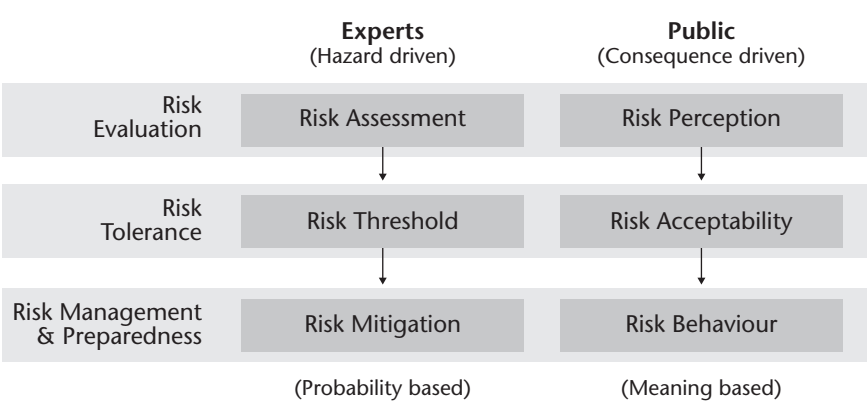 Experts
(Hazard driven)
Public
(Consequence driven)
Risk
Evaluation
Risk Assessment
Risk Perception
Risk
Tolerance
Risk Threshold
Risk Acceptability
Risk Management
& Preparedness
Risk Mitigation
Risk Behaviour
(Probability based)
(Meaning based)